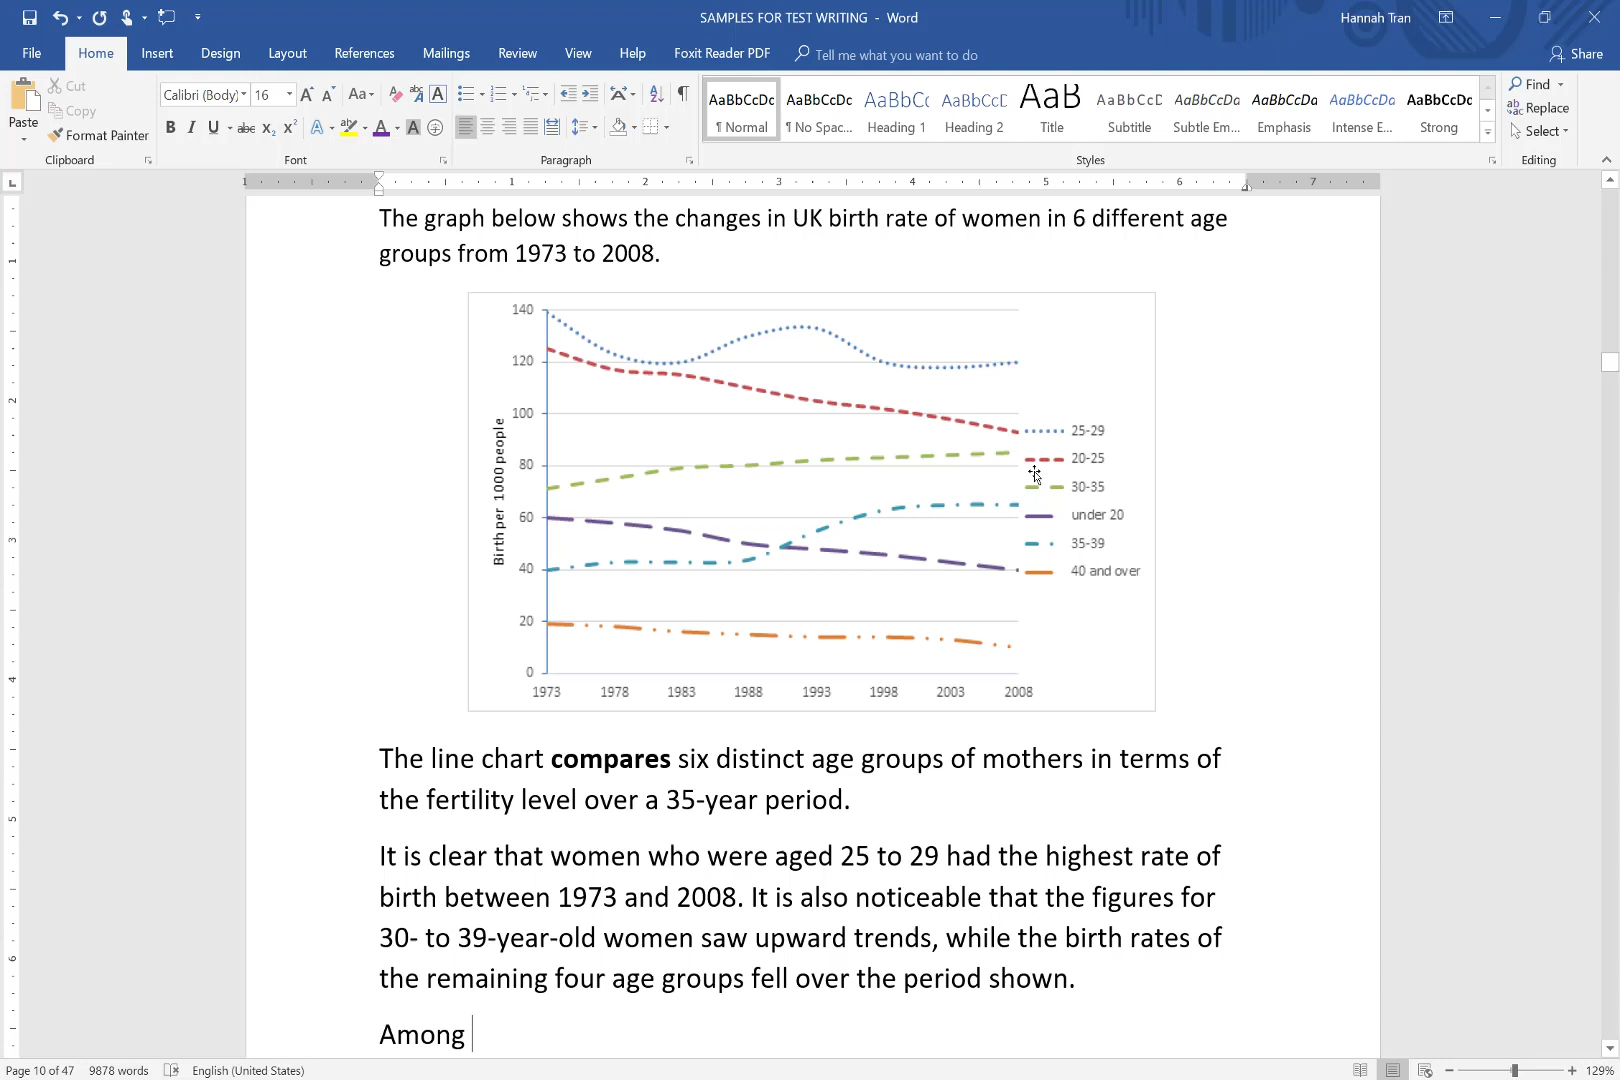 SAMPLES FOR TEST WRITING - Word
Hannah Tran
File Home Insert Design Layout References Mailings Review View Help Foxit Reader PDF Tell me what you want to do Share
Paste
Cut
Copy
Format Painter
Clipboard
Calibri (Body) 16
Font
Paragraph
AaBbCcDc AaBbCcDc AaBbCc AaBbCcD AaB AaBbCcD AaBbCcDa AaBbCcDa AaBbCcDa AaBbCcDc
¶ Normal ¶ No Spac... Heading 1 Heading 2 Title Subtitle Subtle Em... Emphasis Intense E... Strong
Styles
Find
Replace
Select
Editing
1 1 2 3 4 5 6 7
The graph below shows the changes in UK birth rate of women in 6 different age
groups from 1973 to 2008.
Birth per 1000 people
140
120
100
80
60
40
20
0
1973 1978 1983 1988 1993 1998 2003 2008
25-29
20-25
30-35
under 20
35-39
40 and over
The line chart compares six distinct age groups of mothers in terms of
the fertility level over a 35-year period.
It is clear that women who were aged 25 to 29 had the highest rate of
birth between 1973 and 2008. It is also noticeable that the figures for
30- to 39-year-old women saw upward trends, while the birth rates of
the remaining four age groups fell over the period shown.
Among
Page 10 of 47 9878 words English (United States) 129%